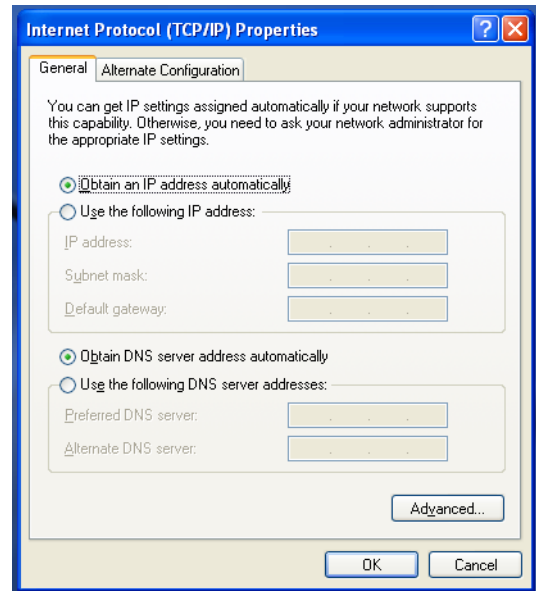 Internet Protocol (TCP/IP) Properties
General
Alternate Configuration
You can get IP settings assigned automatically if your network supports
this capability. Otherwise, you need to ask your network administrator for
the appropriate IP settings.
Obtain an IP address automatically
Use the following IP address:
IP address:
Subnet mask:
Default gateway:
Obtain DNS server address automatically
Use the following DNS server addresses:
Preferred DNS server:
Alternate DNS server:
Advanced...
OK
Cancel